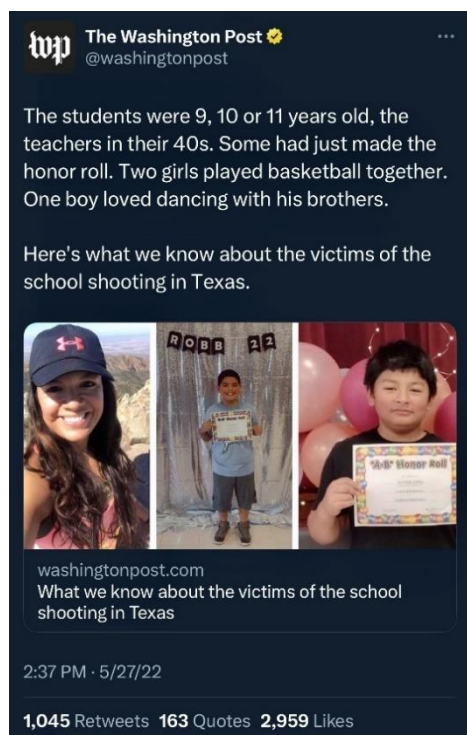 The Washington Post
@washingtonpost
The students were 9, 10 or 11 years old, the
teachers in their 40s. Some had just made the
honor roll. Two girls played basketball together.
One boy loved dancing with his brothers.
Here's what we know about the victims of the
school shooting in Texas.
ROBB 22
"A-B" Honor Roll
washingtonpost.com
What we know about the victims of the school
shooting in Texas
2:37 PM · 5/27/22
1,045 Retweets 163 Quotes 2,959 Likes